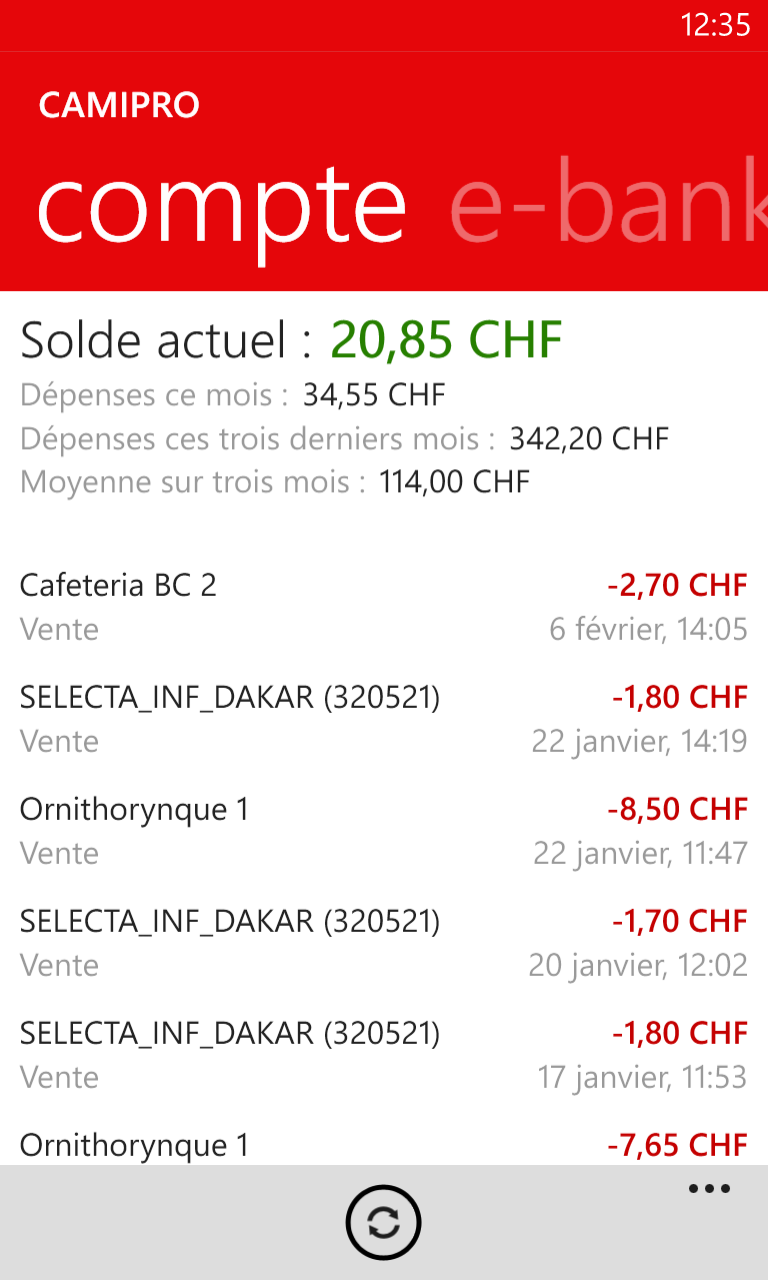 12:35
CAMIPRO
compte e-bank
Solde actuel : 20,85 CHF
Dépenses ce mois : 34,55 CHF
Dépenses ces trois derniers mois : 342,20 CHF
Moyenne sur trois mois : 114,00 CHF
Cafeteria BC 2 -2,70 CHF
Vente 6 février, 14:05
SELECTA_INF_DAKAR (320521) -1,80 CHF
Vente 22 janvier, 14:19
Ornithorynque 1 -8,50 CHF
Vente 22 janvier, 11:47
SELECTA_INF_DAKAR (320521) -1,70 CHF
Vente 20 janvier, 12:02
SELECTA_INF_DAKAR (320521) -1,80 CHF
Vente 17 janvier, 11:53
Ornithorynque 1 -7,65 CHF